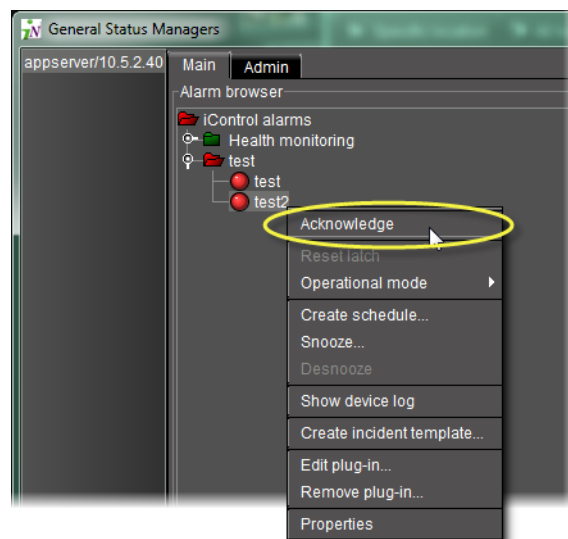 iN General Status Managers
appserver/10.5.2.40
Main
Admin
Alarm browser
iControl alarms
Health monitoring
test
test
test2
Acknowledge
Reset latch
Operational mode
Create schedule...
Snooze...
Desnooze
Show device log
Create incident template...
Edit plug-in...
Remove plug-in...
Properties